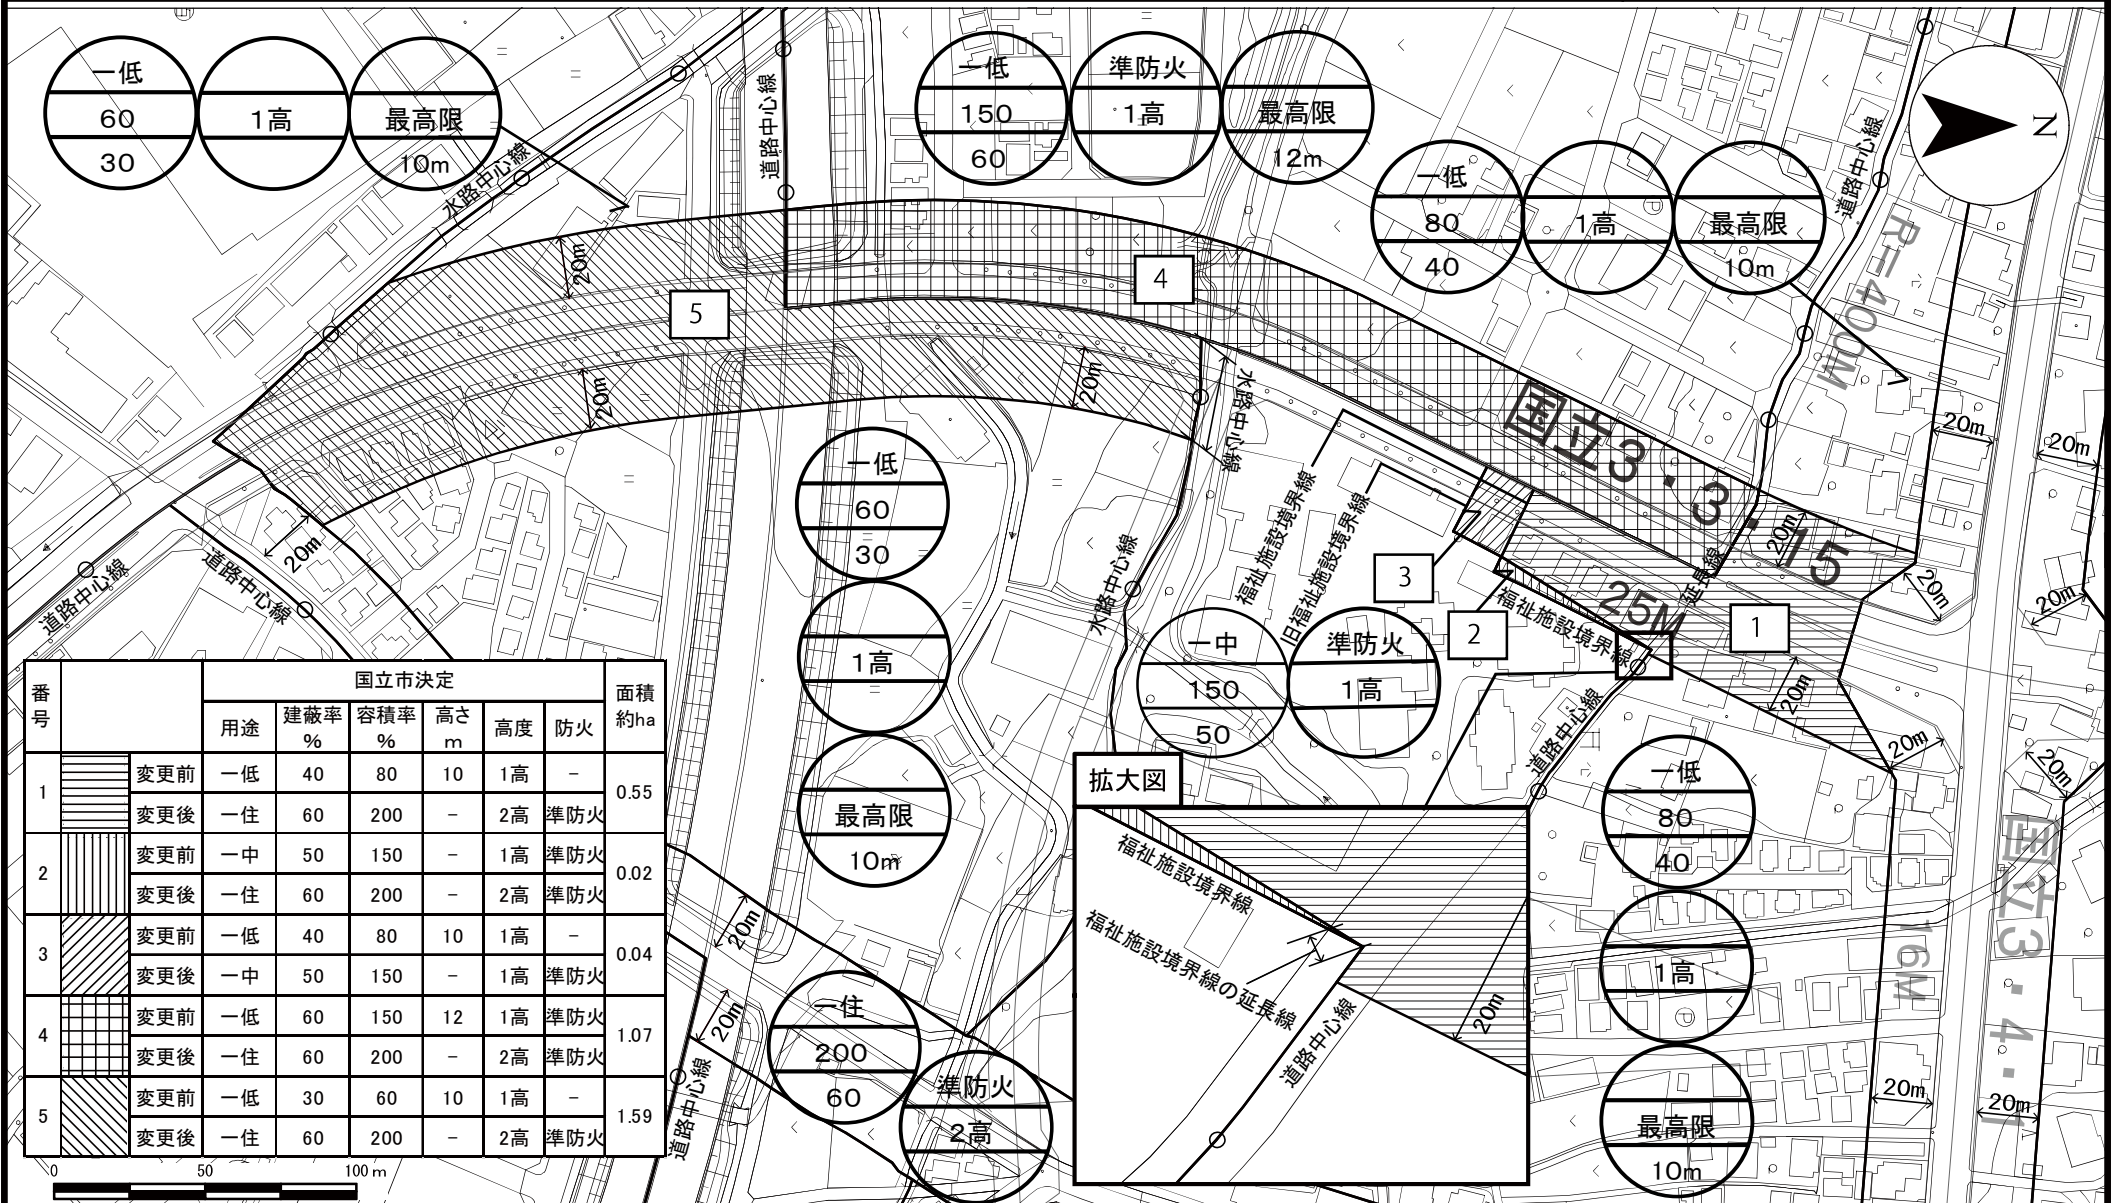 一低
60
30
1高
最高限
10m
水路中心線
道路中心線
一低
150
60
準防火
1高
最高限
12m
一低
80
40
1高
最高限
10m
道路中心線
N
R=400M
20m
5
4
20m
20m
水路中心線
国立3・3・15
20m
20m
20m
20m
20m
20m
25M
延長線
1
20m
20m
20m
福祉施設境界線
旧福祉施設境界線
3
2
福祉施設境界線
道路中心線
道路中心線
道路中心線
20m
一低
60
30
1高
最高限
10m
水路中心線
一中
150
50
準防火
1高
一低
80
40
1高
最高限
10m
国立3・4・1
16M
20m
20m
拡大図
福祉施設境界線
福祉施設境界線の延長線
道路中心線
20m
20m
20m
道路中心線
一住
200
60
準防火
2高
番号 国立市決定 面積約ha
用途 建蔽率% 容積率% 高さm 高度 防火
1 変更前 一低 40 80 10 1高 - 0.55
変更後 一住 60 200 - 2高 準防火
2 変更前 一中 50 150 - 1高 準防火 0.02
変更後 一住 60 200 - 2高 準防火
3 変更前 一低 40 80 10 1高 - 0.04
変更後 一中 50 150 - 1高 準防火
4 変更前 一低 60 150 12 1高 準防火 1.07
変更後 一住 60 200 - 2高 準防火
5 変更前 一低 30 60 10 1高 - 1.59
変更後 一住 60 200 - 2高 準防火
0 50 100m